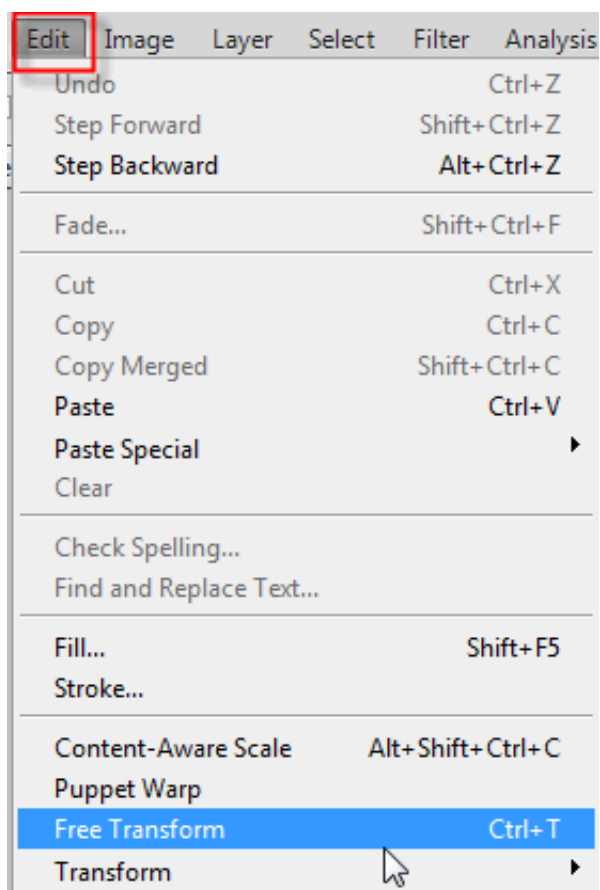 Edit Image Layer Select Filter Analysis
Undo Ctrl+Z
Step Forward Shift+Ctrl+Z
Step Backward Alt+Ctrl+Z
Fade... Shift+Ctrl+F
Cut Ctrl+X
Copy Ctrl+C
Copy Merged Shift+Ctrl+C
Paste Ctrl+V
Paste Special
Clear
Check Spelling...
Find and Replace Text...
Fill... Shift+F5
Stroke...
Content-Aware Scale Alt+Shift+Ctrl+C
Puppet Warp
Free Transform Ctrl+T
Transform